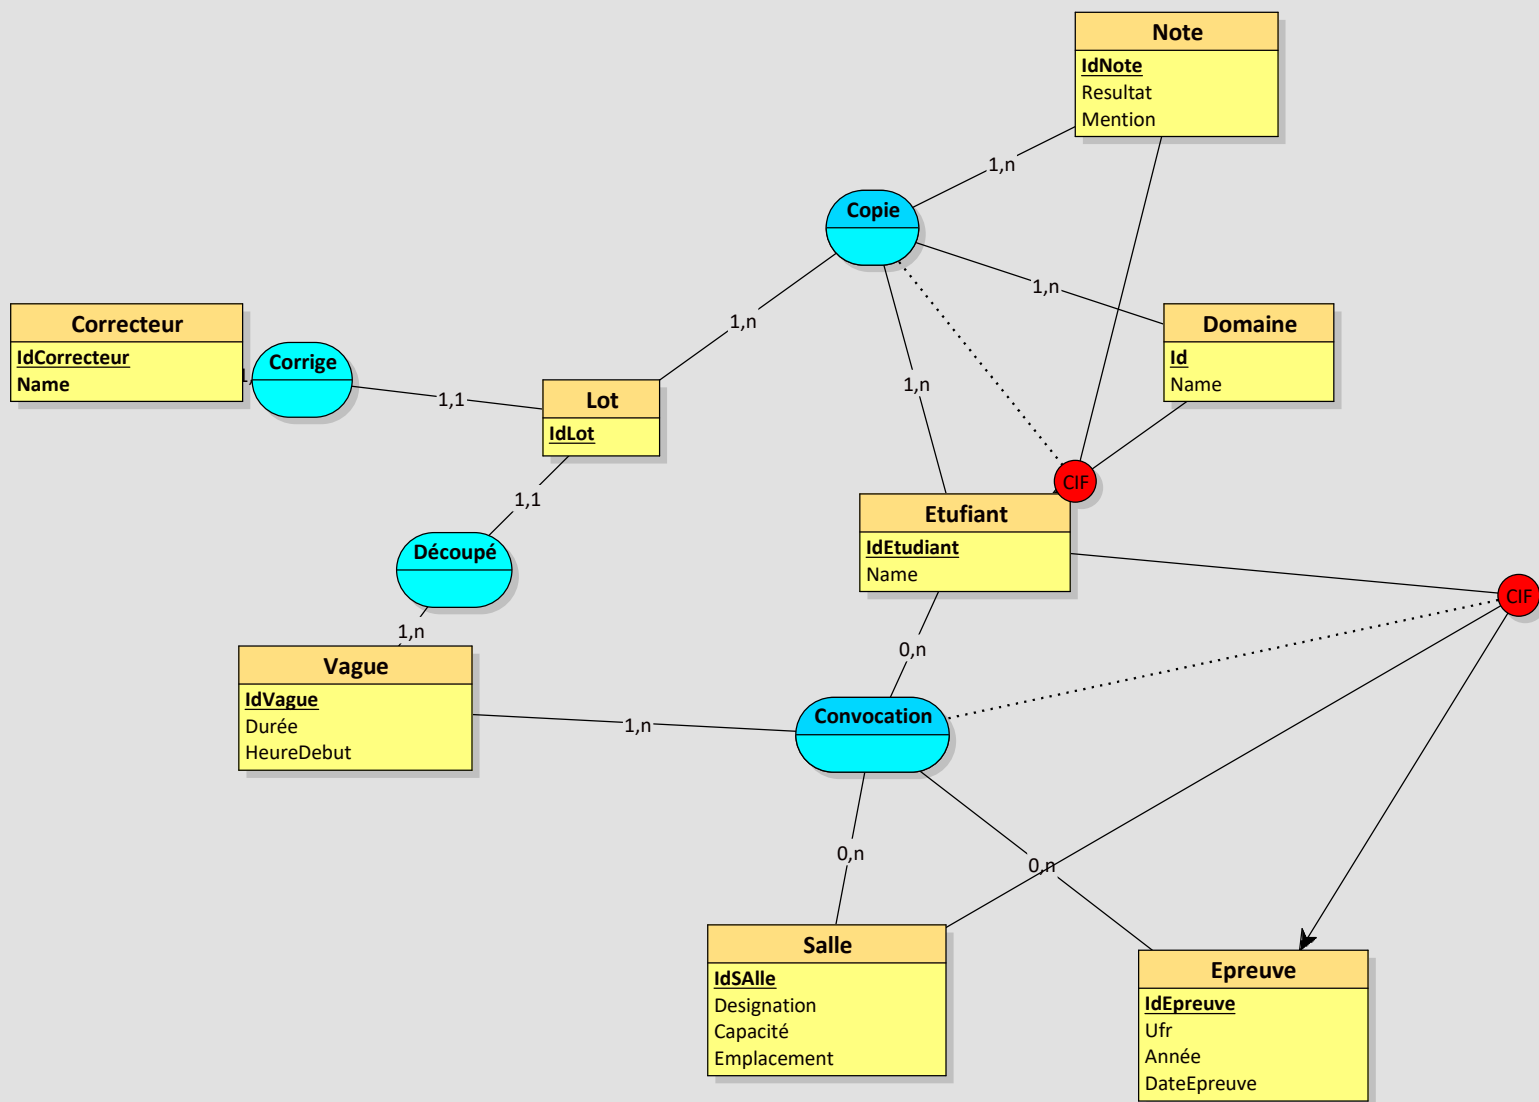 Note
IdNote
Resultat
Mention
1,n
Copie
1,n
1,n
Domaine
Id
Name
Correcteur
IdCorrecteur
Name
Corrige
1,1
Lot
IdLot
1,n
CIF
Etufiant
IdEtudiant
Name
1,1
Découpé
CIF
1,n
0,n
Vague
IdVague
Durée
HeureDebut
1,n
Convocation
0,n
0,n
Salle
IdSAlle
Designation
Capacité
Emplacement
Epreuve
IdEpreuve
Ufr
Année
DateEpreuve